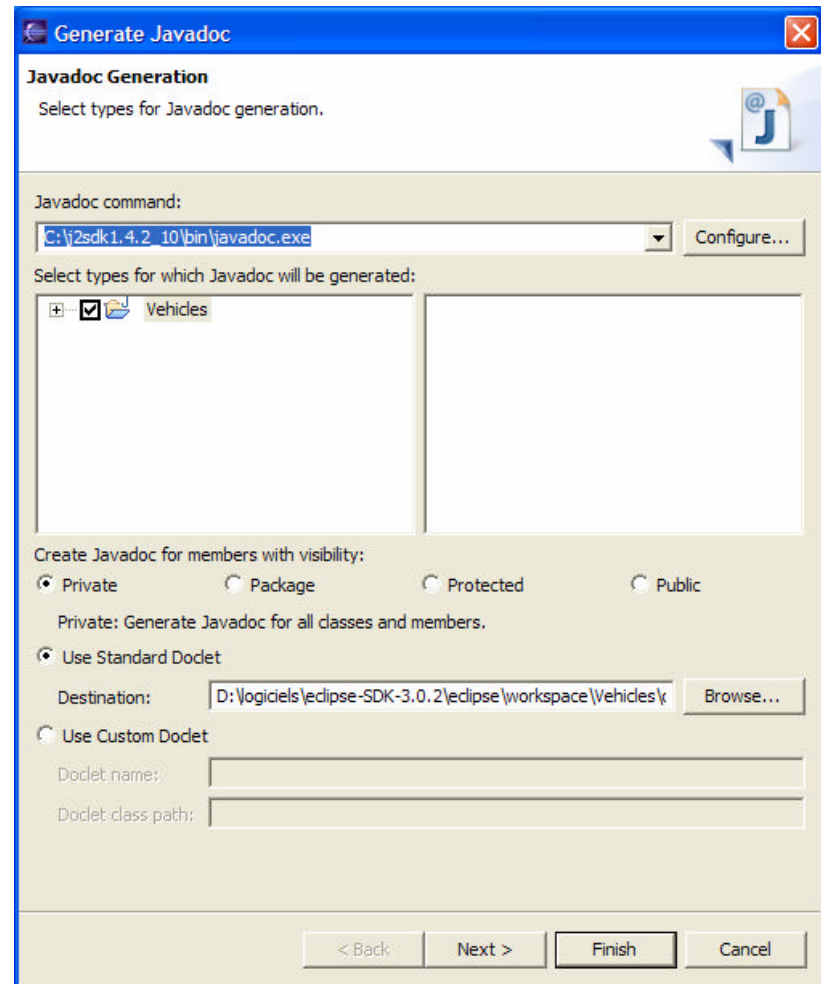 Generate Javadoc
Javadoc Generation
Select types for Javadoc generation.
@
J
Javadoc command:
C:\j2sdk1.4.2_10\bin\javadoc.exe
Configure...
Select types for which Javadoc will be generated:
Vehicles
Create Javadoc for members with visibility:
Private Package Protected Public
Private: Generate Javadoc for all classes and members.
Use Standard Doclet
Destination: D:\logiciels\eclipse-SDK-3.0.2\eclipse\workspace\Vehicles\ Browse...
Use Custom Doclet
Doclet name:
Doclet class path:
< Back Next > Finish Cancel